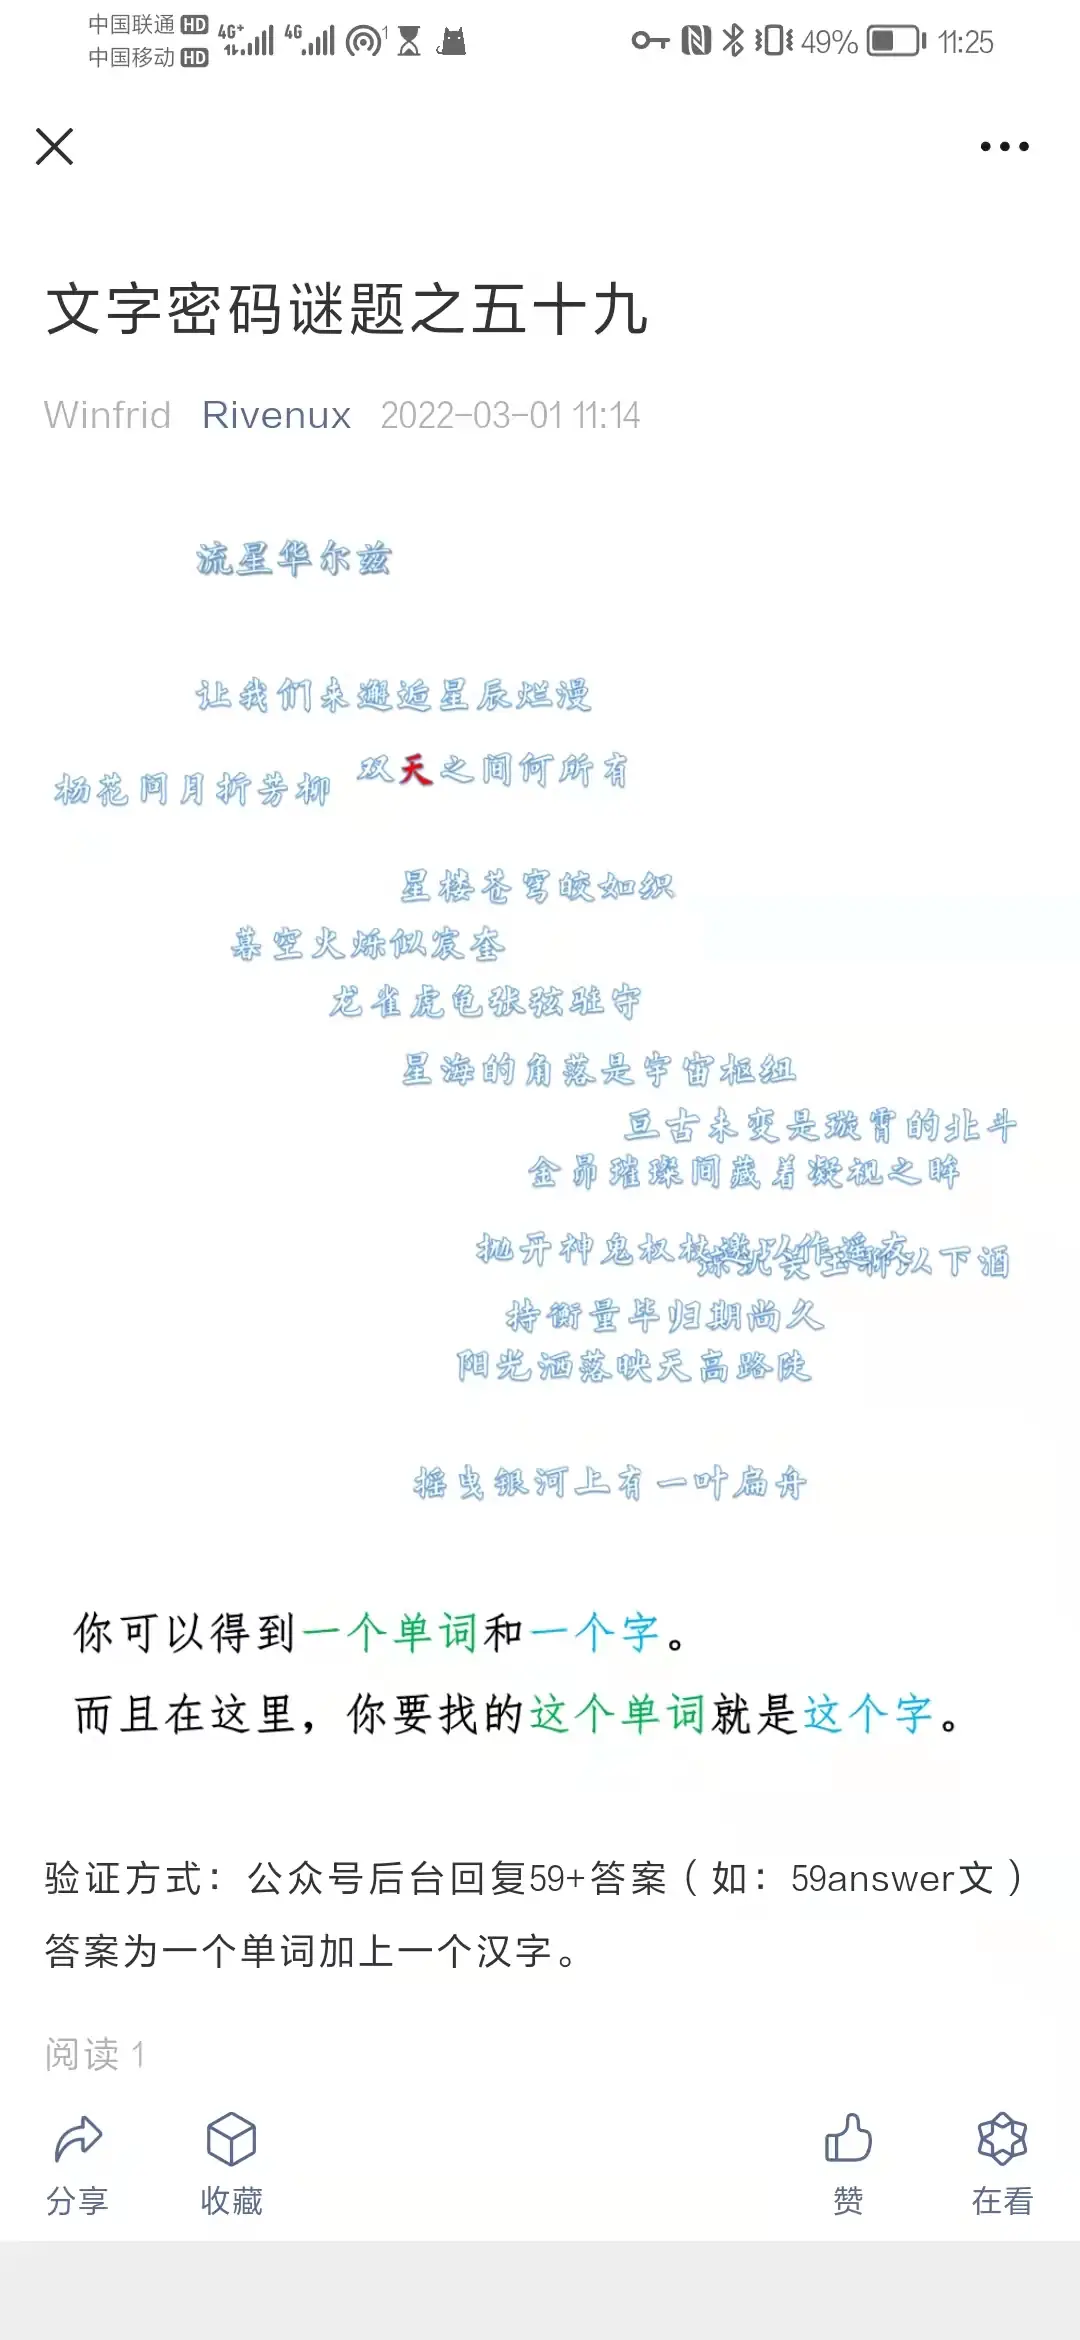 中国联通 HD 4G+ 4G 1 49% 11:25
中国移动 HD
文字密码谜题之五十九
Winfrid Rivenux 2022-03-01 11:14
流星华尔兹
让我们来邂逅星辰烂漫
双天之间何所有
杨花问月折芳柳
星楼苍穹皎如织
暮空火烁似宸奎
龙雀虎龟张弦驻守
星海的角落是宇宙枢纽
亘古未变是璇霄的北斗
金昴璀璨间藏着凝视之眸
抛开神鬼权杖邀以作遥友
以下酒
持衡量毕归期尚久
阳光洒落映天高路陡
摇曳银河上有一叶扁舟
你可以得到一个单词和一个字。
而且在这里，你要找的这个单词就是这个字。
验证方式：公众号后台回复59+答案（如：59answer文）
答案为一个单词加上一个汉字。
阅读 1
分享 收藏 赞 在看